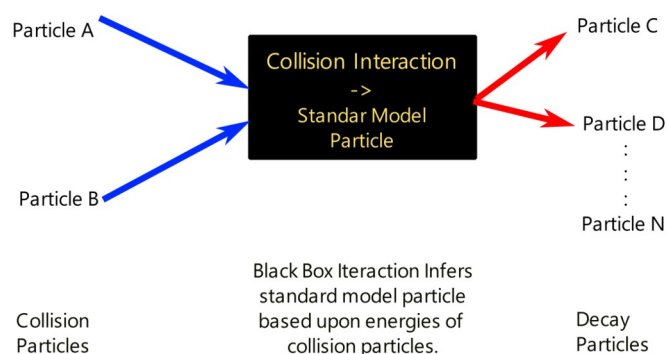 Particle A
Particle B
Collision Interaction
->
Standar Model
Particle
Particle C
Particle D
:
:
:
Particle N
Collision
Particles
Black Box Iteraction Infers
standard model particle
based upon energies of
collision particles.
Decay
Particles